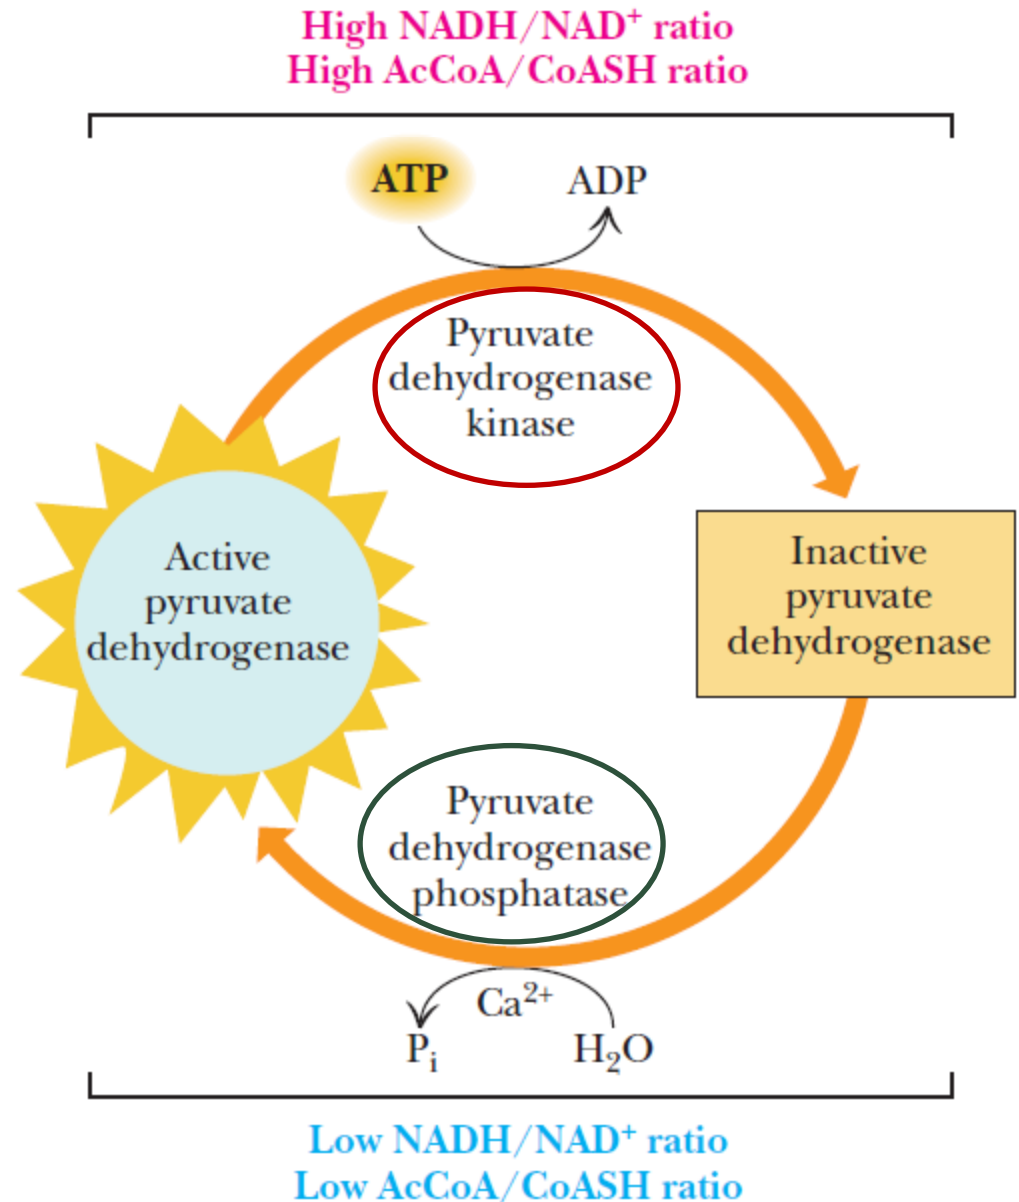 High NADH/NAD⁺ ratio
High AcCoA/CoASH ratio
ATP
ADP
Pyruvate
dehydrogenase
kinase
Active
pyruvate
dehydrogenase
Inactive
pyruvate
dehydrogenase
Pyruvate
dehydrogenase
phosphatase
Ca²⁺
Pᵢ
H₂O
Low NADH/NAD⁺ ratio
Low AcCoA/CoASH ratio